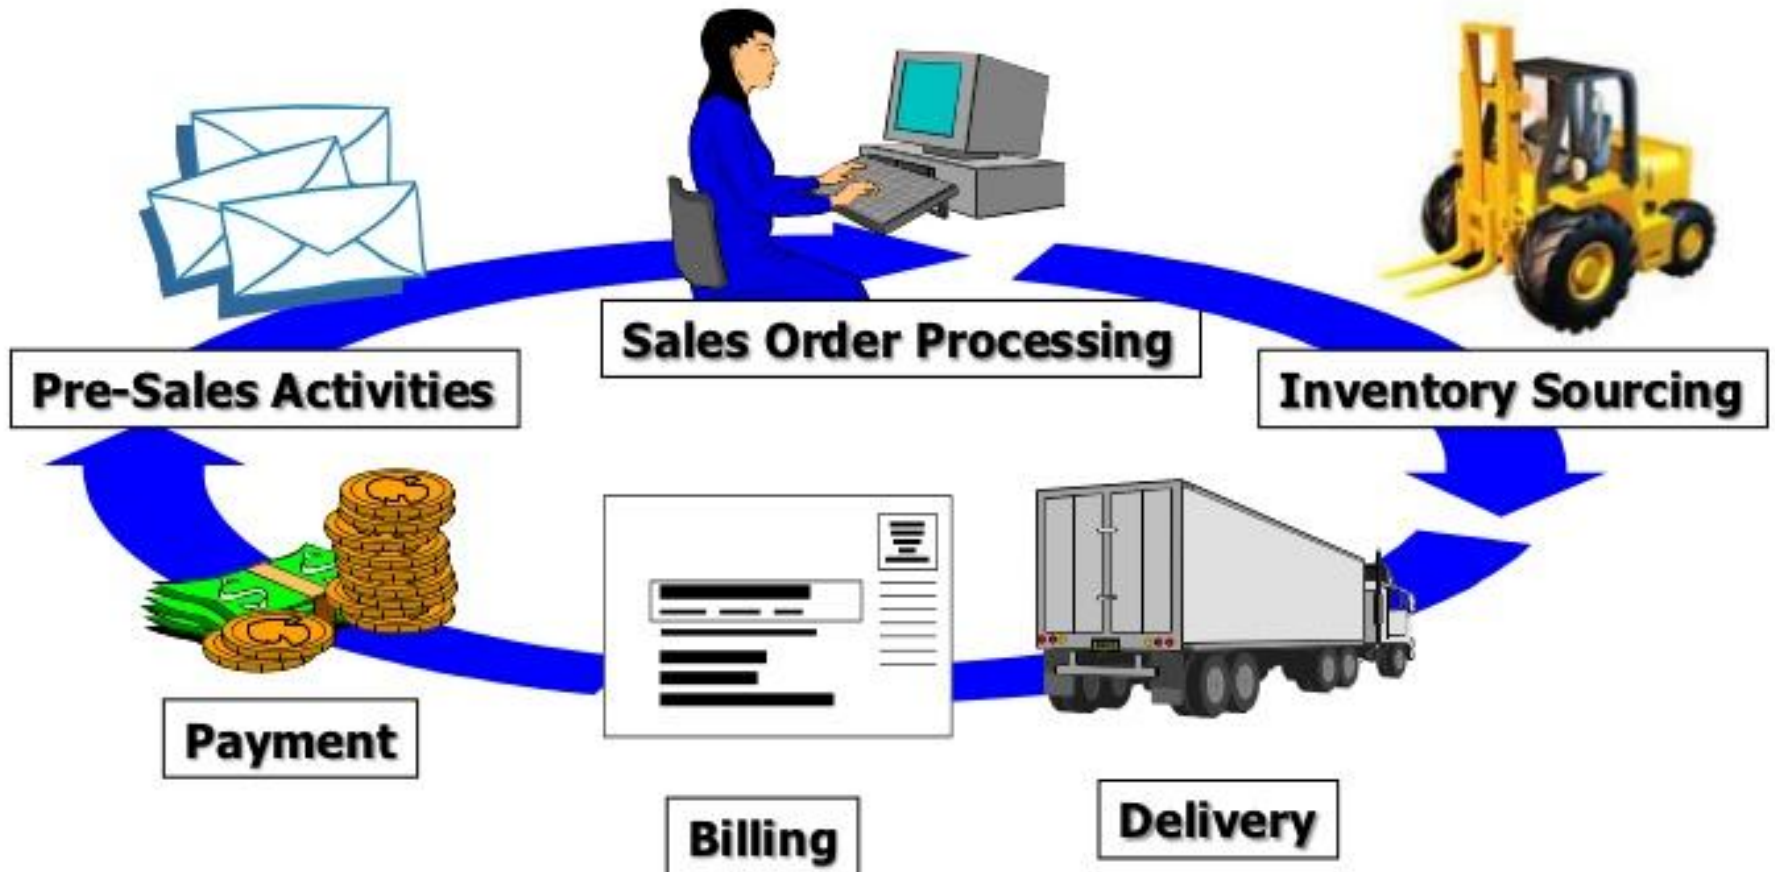 Sales Order Processing
Pre-Sales Activities
Inventory Sourcing
Payment
Billing
Delivery